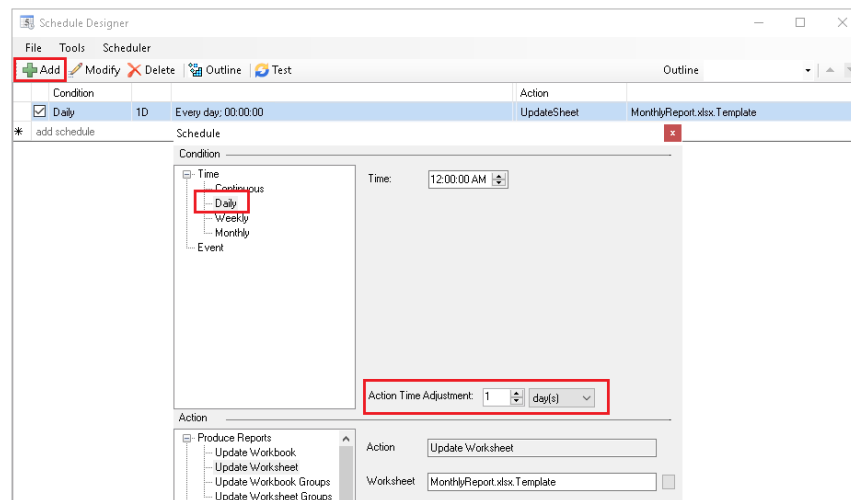 Schedule Designer
File Tools Scheduler
Add Modify Delete Outline Test Outline
Condition Action
Daily 1D Every day; 00:00:00 UpdateSheet MonthlyReport.xlsx.Template
add schedule
Schedule x
Condition
Time
Continuous
Daily
Weekly
Monthly
Event
Time: 12:00:00 AM
Action Time Adjustment: 1 day(s)
Action
Produce Reports
Update Workbook
Update Worksheet
Update Workbook Groups
Update Worksheet Groups
Action Update Worksheet
Worksheet MonthlyReport.xlsx.Template